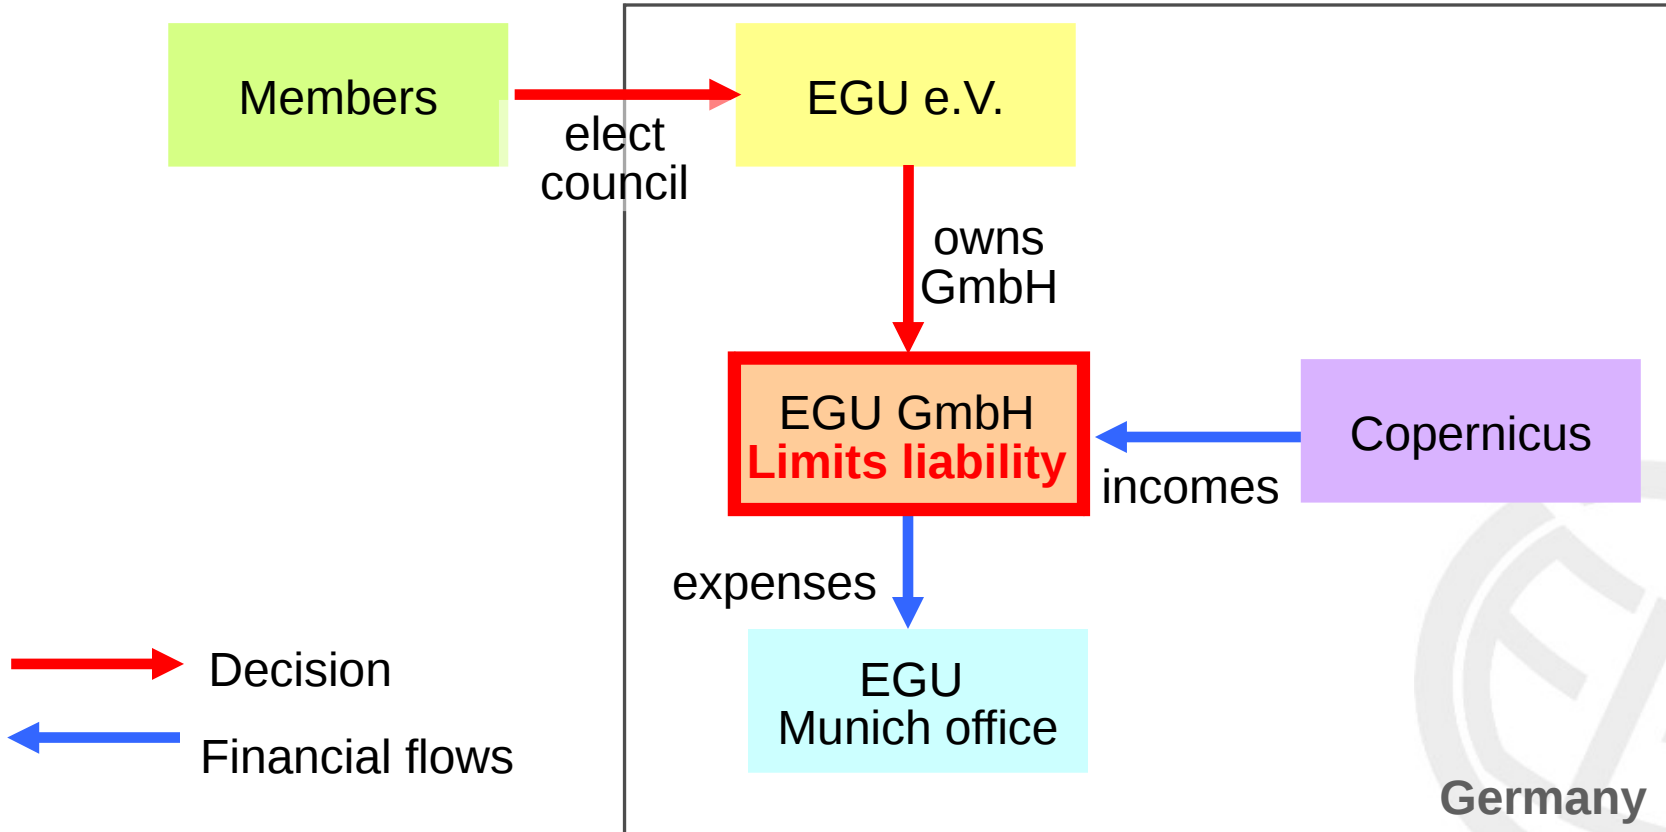 Members
EGU e.V.
elect
council
owns
GmbH
EGU GmbH
Limits liability
Copernicus
incomes
expenses
EGU
Munich office
Decision
Financial flows
Germany